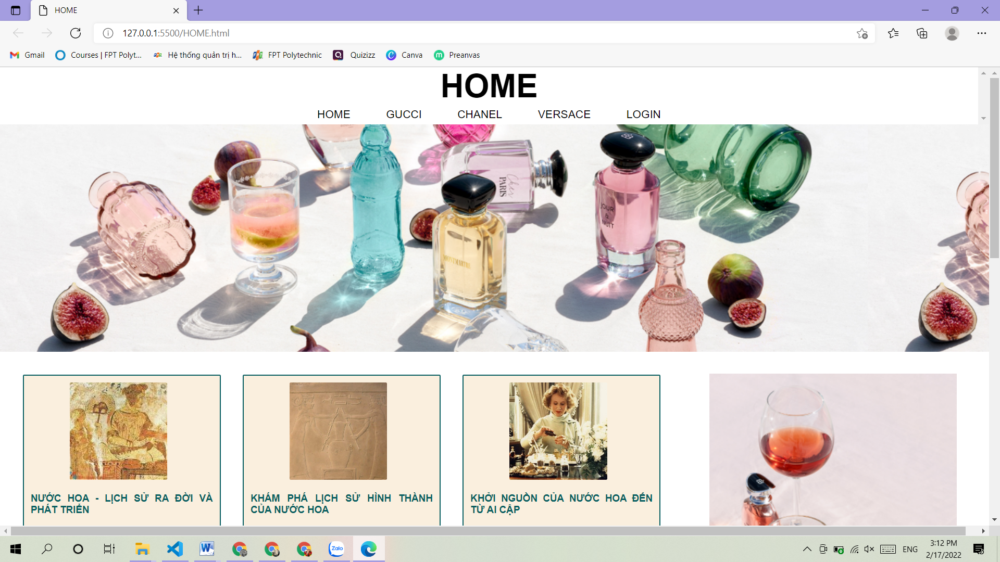 HOME
127.0.0.1:5500/HOME.html
Gmail
Courses | FPT Polyt...
Hệ thống quản trị h...
FPT Polytechnic
Quizizz
Canva
Preanvas
HOME
HOME GUCCI CHANEL VERSACE LOGIN
Chez
PARIS
JOUR
&
NUIT
MONTMARTRE
NƯỚC HOA - LỊCH SỬ RA ĐỜI VÀ
PHÁT TRIỂN
KHÁM PHÁ LỊCH SỬ HÌNH THÀNH
CỦA NƯỚC HOA
KHỞI NGUỒN CỦA NƯỚC HOA ĐẾN
TỪ AI CẬP
Zalo
ENG
3:12 PM
2/17/2022